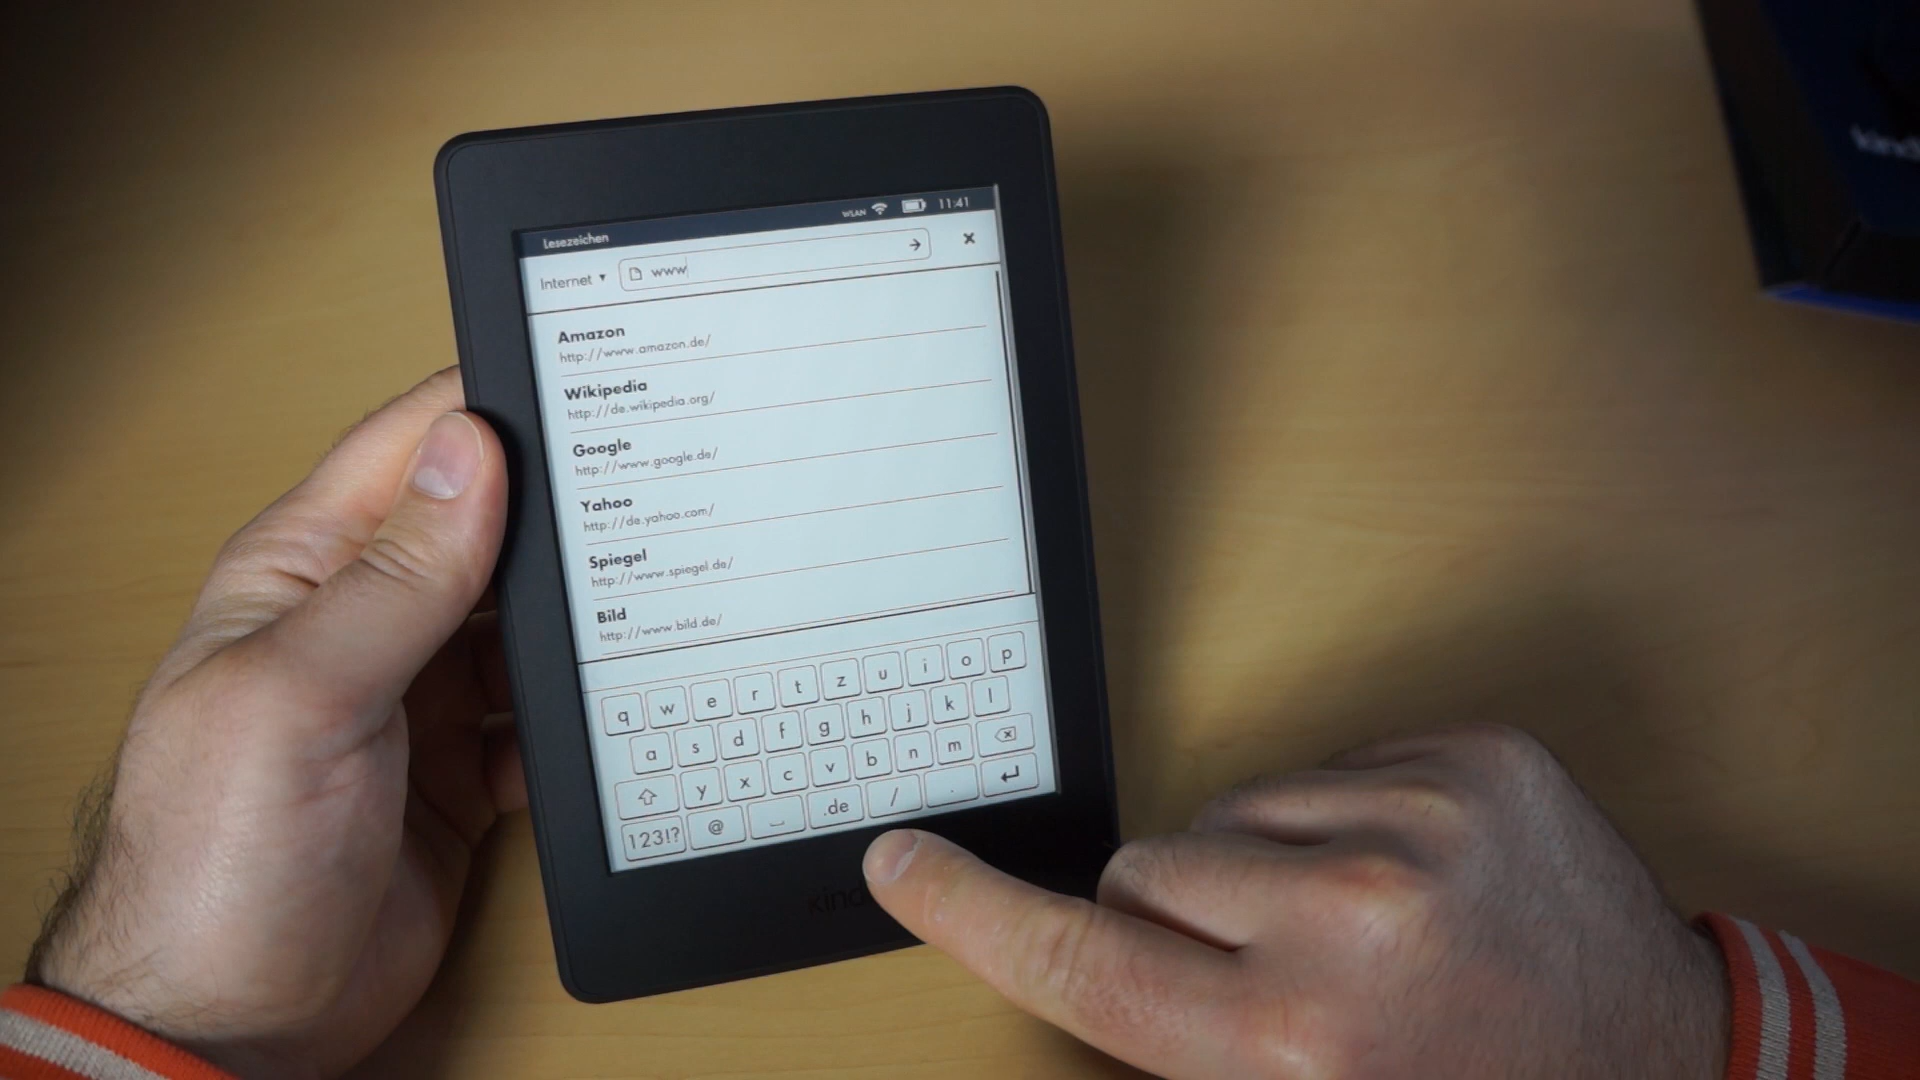 WLAN 11:41
Lesezeichen
Internet www
Amazon
http://www.amazon.de/
Wikipedia
http://de.wikipedia.org/
Google
http://www.google.de/
Yahoo
http://de.yahoo.com/
Spiegel
http://www.spiegel.de/
Bild
http://www.bild.de/
q w e r t z u i o p
a s d f g h j k l
y x c v b n m
123!? @ .de / .